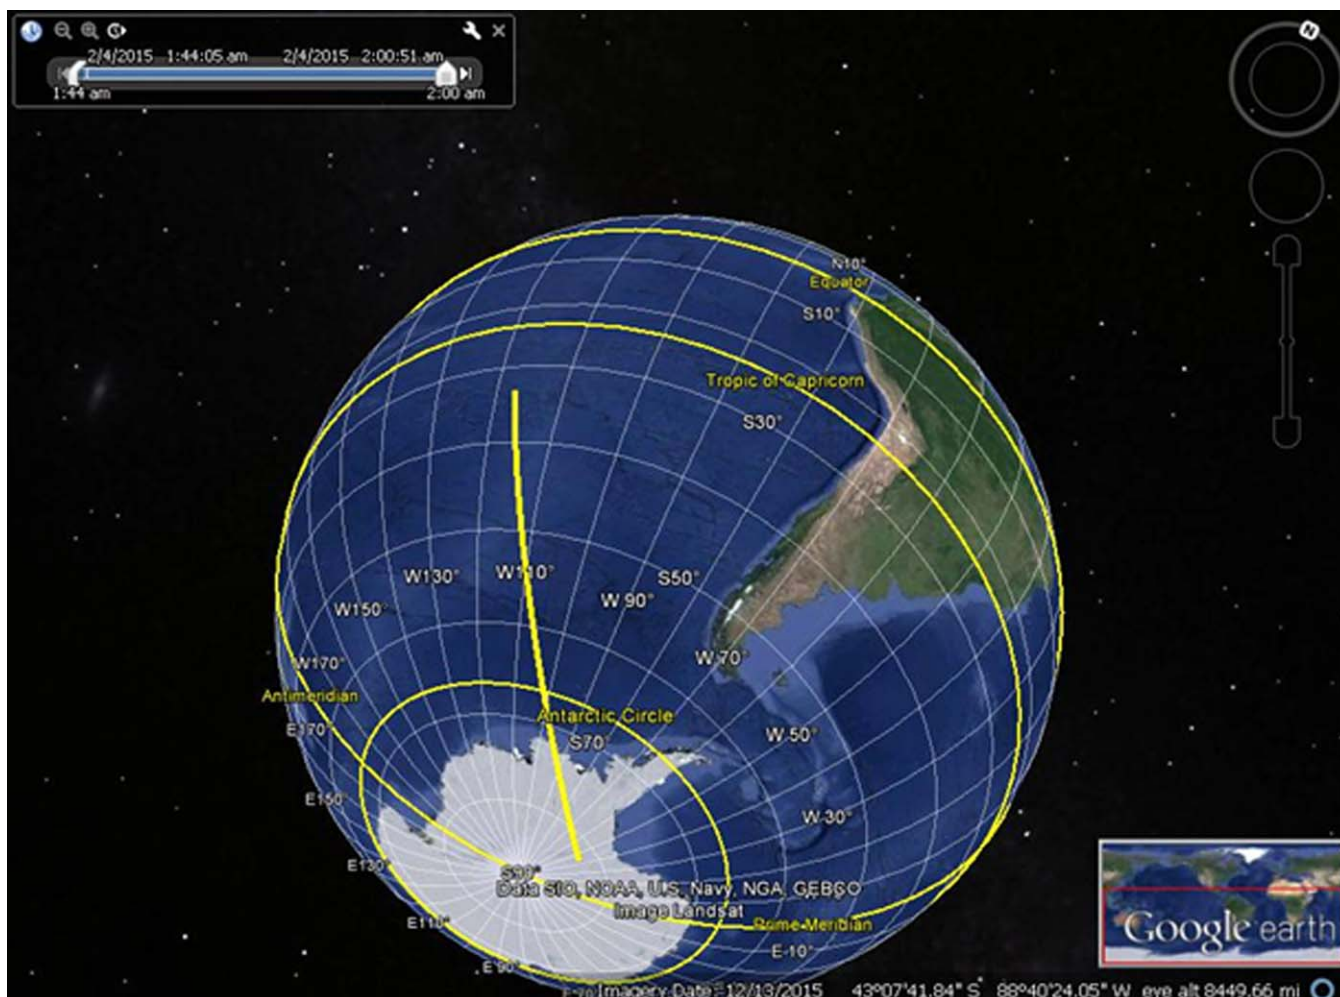 2/4/2015 1:44:05 am 2/4/2015 2:00:51 am
1:44 am 2:00 am
N
N10°
Equator
S10°
Tropic of Capricorn
S30°
W130° W110° S50°
W 90°
W150°
W 70°
W170°
Antimeridian
Antarctic Circle
E170°
W 50°
S70°
E150°
W 30°
E130°
S90°
Data SIO, NOAA, U.S. Navy, NGA, GEBCO
Image Landsat
E110°
Prime Meridian
E 10°
E 90°
Google earth
Imagery Date: 12/13/2015 43°07'41.84" S 88°40'24.05" W eye alt 8449.66 mi